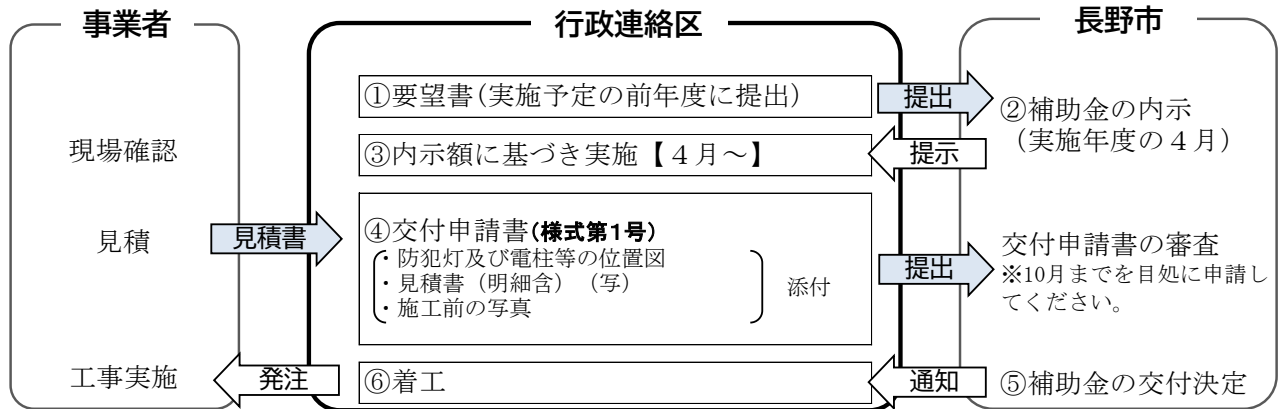 事業者
行政連絡区
長野市
①要望書(実施予定の前年度に提出)
提出
②補助金の内示
(実施年度の4月)
現場確認
③内示額に基づき実施【4月~】
提示
見積
見積書
④交付申請書(様式第1号)
・防犯灯及び電柱等の位置図
・見積書(明細含)(写)
・施工前の写真
添付
提出
交付申請書の審査
※10月までを目処に申請し
てください。
工事実施
発注
⑥着工
通知
⑤補助金の交付決定